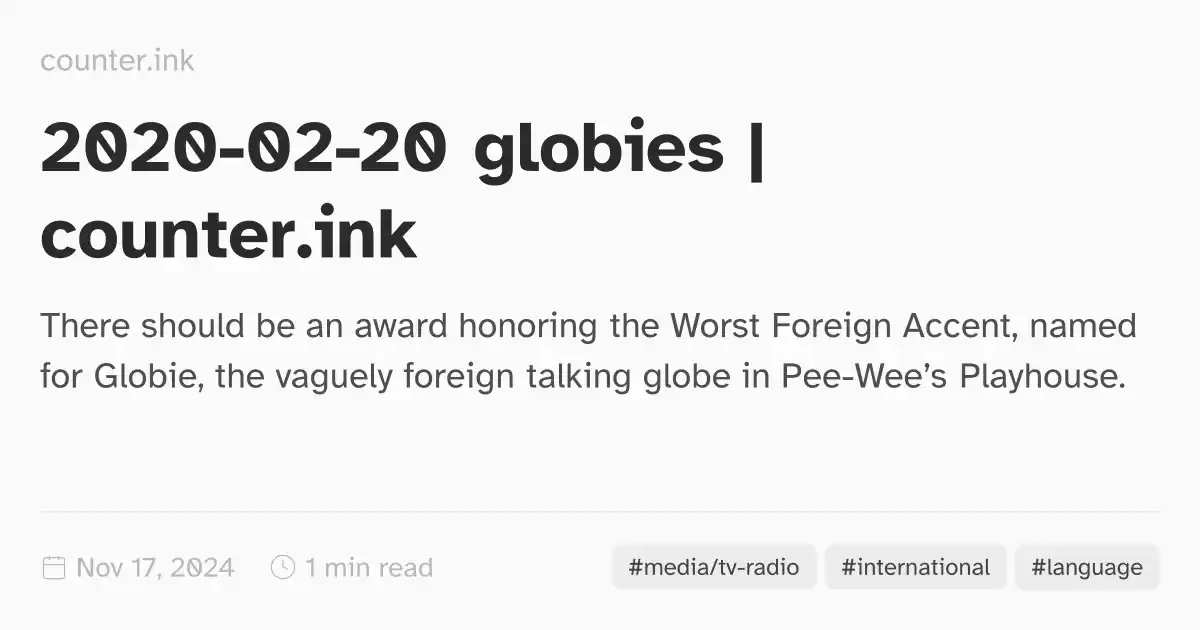 counter.ink
2020-02-20 globies |
counter.ink
There should be an award honoring the Worst Foreign Accent, named
for Globie, the vaguely foreign talking globe in Pee-Wee’s Playhouse.
Nov 17, 2024 1 min read #media/tv-radio #international #language